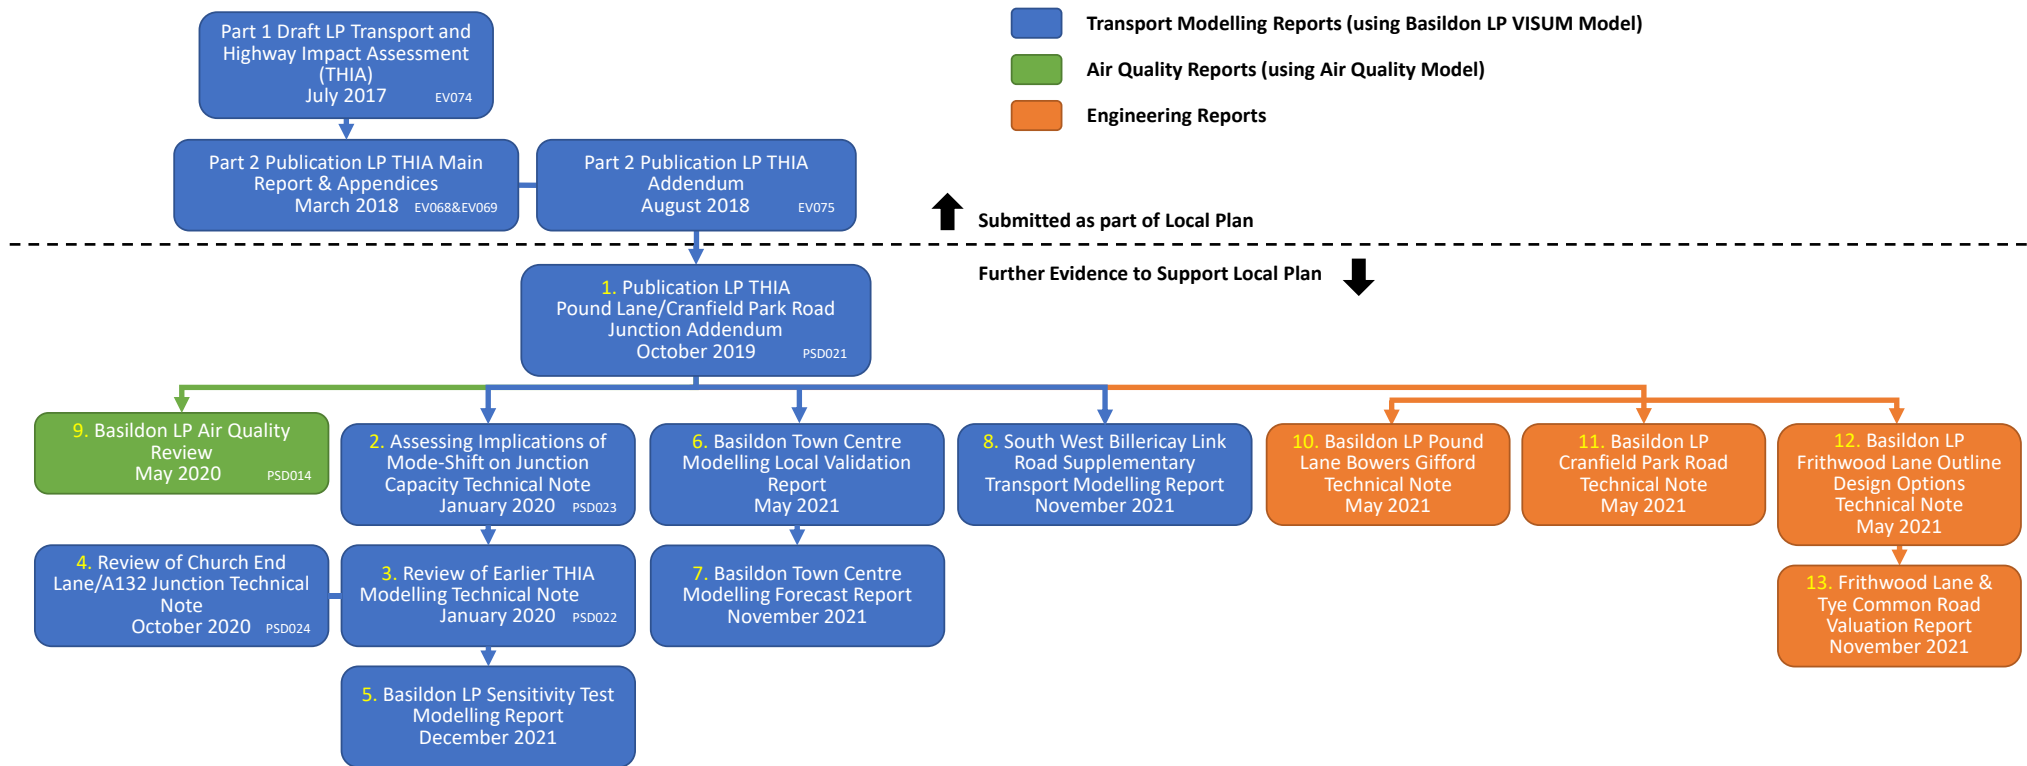 Part 1 Draft LP Transport and
Highway Impact Assessment
(THIA)
July 2017 EV074
Transport Modelling Reports (using Basildon LP VISUM Model)
Air Quality Reports (using Air Quality Model)
Engineering Reports
Part 2 Publication LP THIA Main
Report & Appendices
March 2018 EV068&EV069
Part 2 Publication LP THIA
Addendum
August 2018 EV075
Submitted as part of Local Plan
Further Evidence to Support Local Plan
1. Publication LP THIA
Pound Lane/Cranfield Park Road
Junction Addendum
October 2019 PSD021
9. Basildon LP Air Quality
Review
May 2020 PSD014
2. Assessing Implications of
Mode-Shift on Junction
Capacity Technical Note
January 2020 PSD023
6. Basildon Town Centre
Modelling Local Validation
Report
May 2021
8. South West Billericay Link
Road Supplementary
Transport Modelling Report
November 2021
10. Basildon LP Pound
Lane Bowers Gifford
Technical Note
May 2021
11. Basildon LP
Cranfield Park Road
Technical Note
May 2021
12. Basildon LP
Frithwood Lane Outline
Design Options
Technical Note
May 2021
4. Review of Church End
Lane/A132 Junction Technical
Note
October 2020 PSD024
3. Review of Earlier THIA
Modelling Technical Note
January 2020 PSD022
7. Basildon Town Centre
Modelling Forecast Report
November 2021
13. Frithwood Lane &
Tye Common Road
Valuation Report
November 2021
5. Basildon LP Sensitivity Test
Modelling Report
December 2021